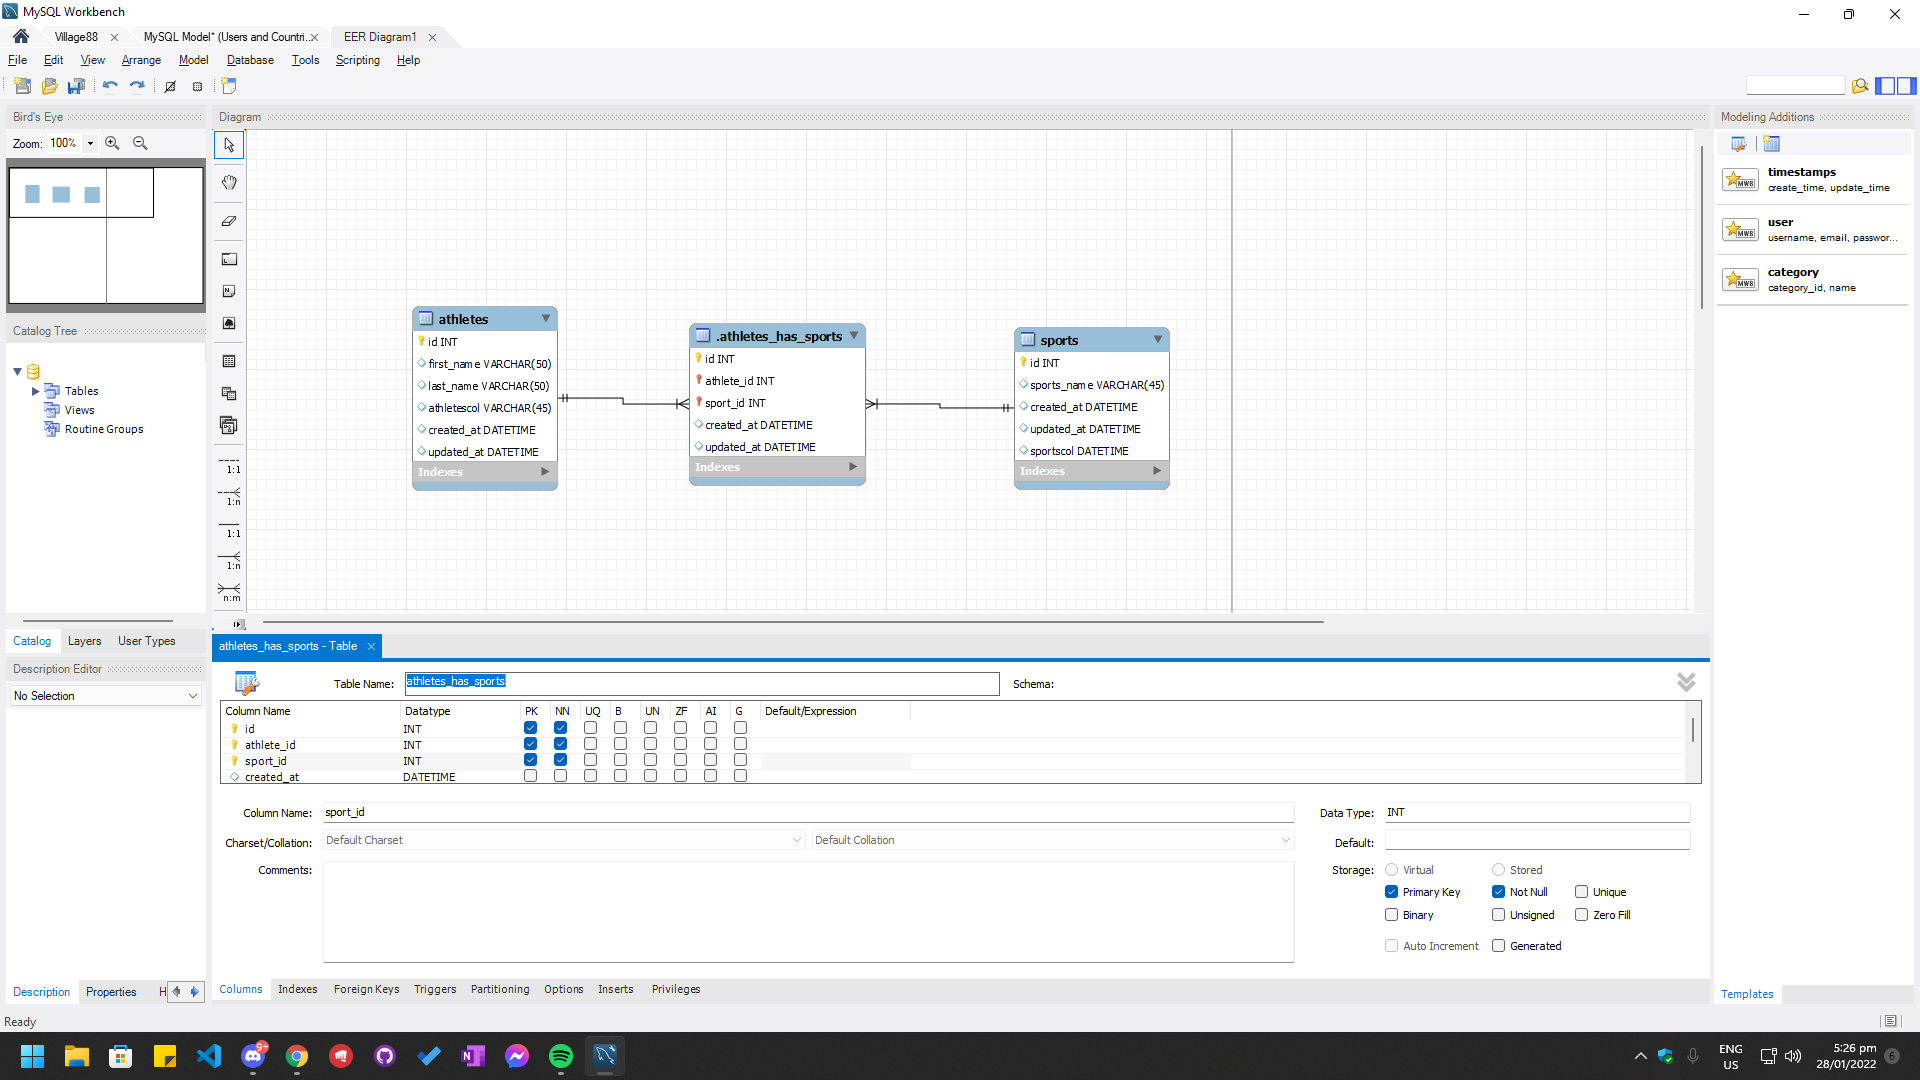 MySQL Workbench
Village88
MySQL Model* (Users and Countri...
EER Diagram1
File Edit View Arrange Model Database Tools Scripting Help
Bird's Eye
Zoom: 100%
Catalog Tree
Tables
Views
Routine Groups
Catalog Layers User Types
Description Editor
No Selection
Description Properties H
Ready
Diagram
1:1
1:n
1:1
1:n
n:m
athletes
id INT
first_name VARCHAR(50)
last_name VARCHAR(50)
athletescol VARCHAR(45)
created_at DATETIME
updated_at DATETIME
Indexes
.athletes_has_sports
id INT
athlete_id INT
sport_id INT
created_at DATETIME
updated_at DATETIME
Indexes
sports
id INT
sports_name VARCHAR(45)
created_at DATETIME
updated_at DATETIME
sportscol DATETIME
Indexes
athletes_has_sports - Table
Table Name: athletes_has_sports Schema:
Column Name Datatype PK NN UQ B UN ZF AI G Default/Expression
id INT
athlete_id INT
sport_id INT
created_at DATETIME
Column Name: sport_id
Charset/Collation: Default Charset Default Collation
Comments:
Data Type: INT
Default:
Storage: Virtual Stored
Primary Key Not Null Unique
Binary Unsigned Zero Fill
Auto Increment Generated
Columns Indexes Foreign Keys Triggers Partitioning Options Inserts Privileges
Modeling Additions
MWB
timestamps
create_time, update_time
MWB
user
username, email, passwor...
MWB
category
category_id, name
Templates
9+
ENG
US
5:26 pm
28/01/2022
6